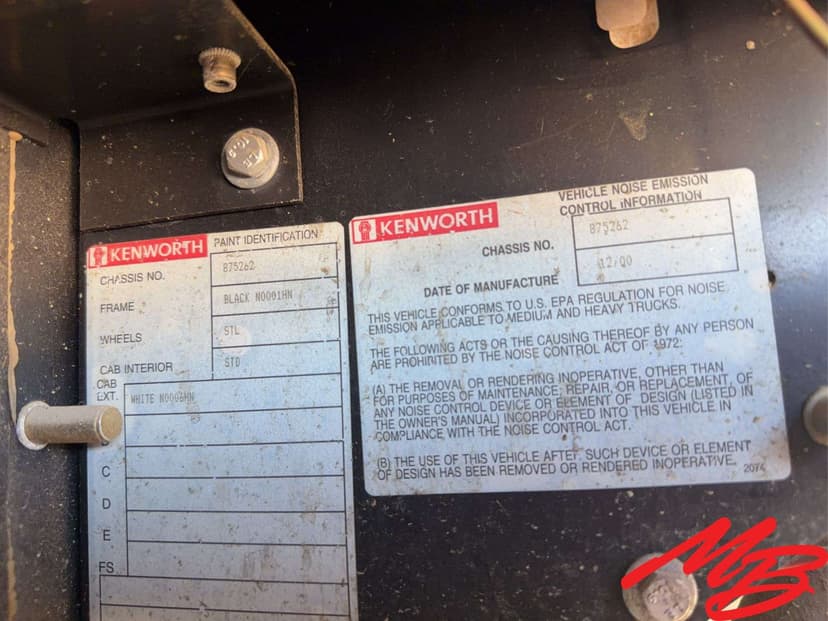 KENWORTH PAINT IDENTIFICATION
CHASSIS NO. 875262
FRAME BLACK N0001HN
WHEELS STL
CAB INTERIOR STD
CAB
EXT. WHITE N0006HN
C
D
E
FS
KENWORTH
VEHICLE NOISE EMISSION
CONTROL INFORMATION
CHASSIS NO. 875262
DATE OF MANUFACTURE 12/00
THIS VEHICLE CONFORMS TO U.S. EPA REGULATION FOR NOISE
EMISSION APPLICABLE TO MEDIUM AND HEAVY TRUCKS.
THE FOLLOWING ACTS OR THE CAUSING THEREOF BY ANY PERSON
ARE PROHIBITED BY THE NOISE CONTROL ACT OF 1972:
(A) THE REMOVAL OR RENDERING INOPERATIVE, OTHER THAN
FOR PURPOSES OF MAINTENANCE, REPAIR, OR REPLACEMENT, OF
ANY NOISE CONTROL DEVICE OR ELEMENT OF DESIGN (LISTED IN
THE OWNER'S MANUAL) INCORPORATED INTO THIS VEHICLE IN
COMPLIANCE WITH THE NOISE CONTROL ACT.
(B) THE USE OF THIS VEHICLE AFTER SUCH DEVICE OR ELEMENT
OF DESIGN HAS BEEN REMOVED OR RENDERED INOPERATIVE.
2074
MB